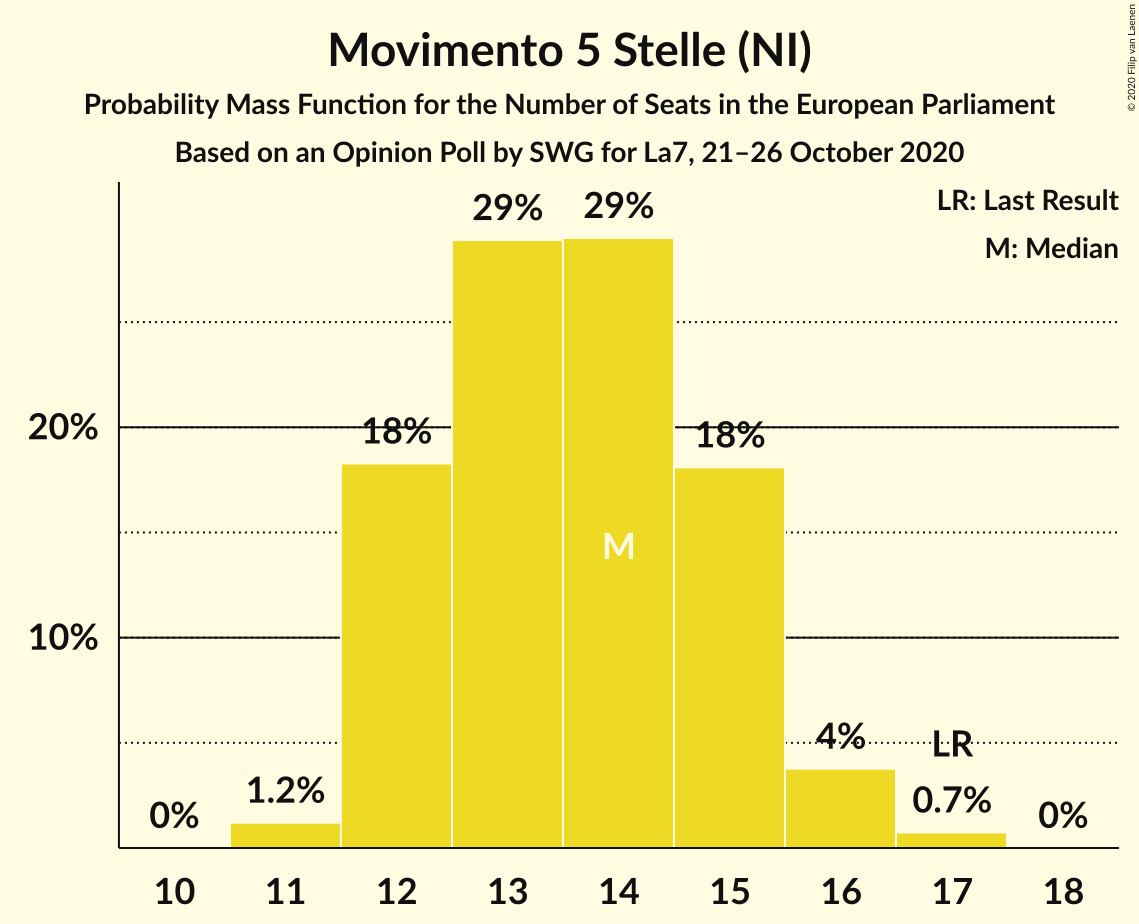 Movimento 5 Stelle (NI)
Probability Mass Function for the Number of Seats in the European Parliament
Based on an Opinion Poll by SWG for La7, 21–26 October 2020
© 2020 Filip van Laenen
LR: Last Result
M: Median
29%
29%
20%
18%
18%
M
10%
4%
LR
1.2%
0.7%
0%
0%
10 11 12 13 14 15 16 17 18